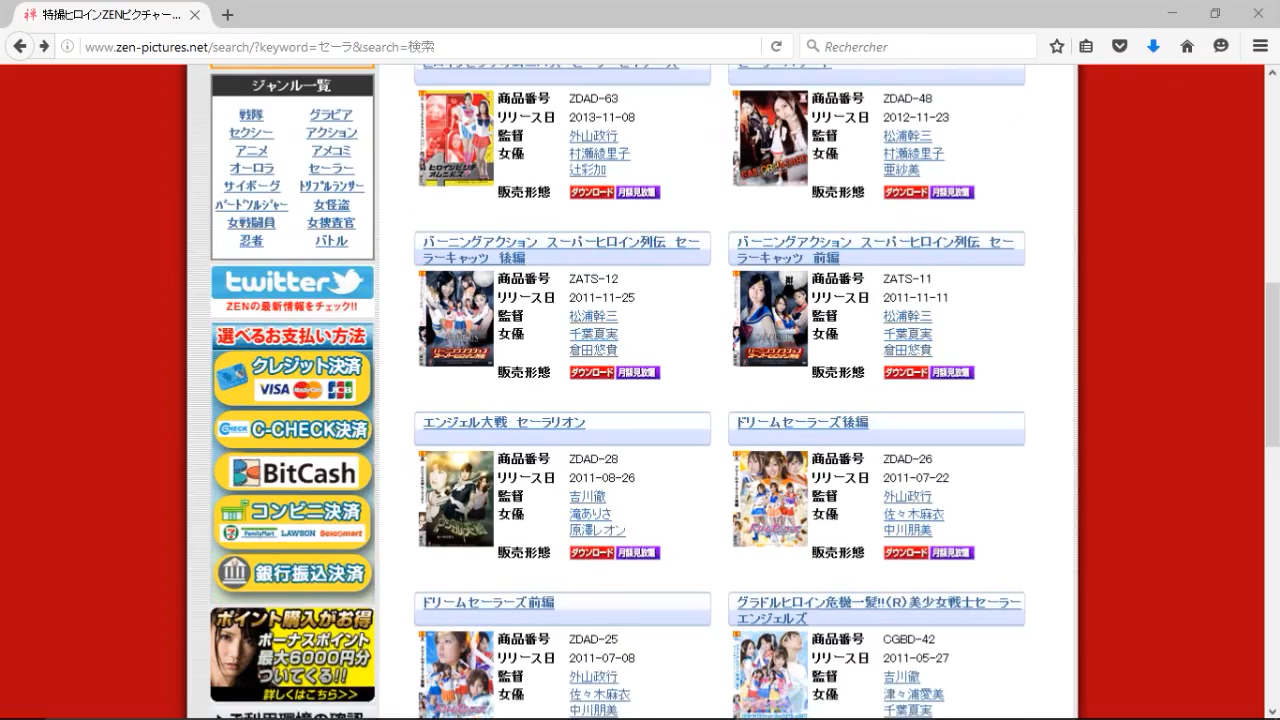 特撮ヒロインZENピクチャー...
www.zen-pictures.net/search/?keyword=セーラ&search=検索
Rechercher
ジャンル一覧
戦隊 グラビア
セクシー アクション
アニメ アメコミ
オーロラ セーラー
サイボーグ トリプルランサー
バードソルジャー 女怪盗
女戦闘員 女捜査官
忍者 バトル
twitter
ZENの最新情報をチェック!!
選べるお支払い方法
クレジット決済
VISA MasterCard JCB
CHECK C-CHECK決済
BitCash
コンビニ決済
FamilyMart LAWSON Seicomart
銀行振込決済
ポイント購入がお得
ボーナスポイント
最大6000円分
ついてくる!!
詳しくはこちら>>
商品番号 ZDAD-63
リリース日 2013-11-08
監督 外山政行
女優 村瀬綾里子
辻彩加
販売形態 ダウンロード 月額見放題
商品番号 ZDAD-48
リリース日 2012-11-23
監督 松浦幹三
女優 村瀬綾里子
亜紗美
販売形態 ダウンロード 月額見放題
バーニングアクション スーパーヒロイン列伝 セー
ラーキャッツ 後編
商品番号 ZATS-12
リリース日 2011-11-25
監督 松浦幹三
女優 千葉夏実
倉田悠貴
販売形態 ダウンロード 月額見放題
バーニングアクション スーパーヒロイン列伝 セー
ラーキャッツ 前編
商品番号 ZATS-11
リリース日 2011-11-11
監督 松浦幹三
女優 千葉夏実
倉田悠貴
販売形態 ダウンロード 月額見放題
エンジェル大戦 セーラリオン
商品番号 ZDAD-28
リリース日 2011-08-26
監督 吉川徹
女優 滝ありさ
原澤レオン
販売形態 ダウンロード 月額見放題
ドリームセーラーズ後編
商品番号 ZDAD-26
リリース日 2011-07-22
監督 外山政行
女優 佐々木麻衣
中川朋美
販売形態 ダウンロード 月額見放題
ドリームセーラーズ前編
商品番号 ZDAD-25
リリース日 2011-07-08
監督 外山政行
女優 佐々木麻衣
中川朋美
グラドルヒロイン危機一髪!!(R)美少女戦士セーラー
エンジェルズ
商品番号 CGBD-42
リリース日 2011-05-27
監督 吉川徹
女優 津々浦愛美
千葉夏実